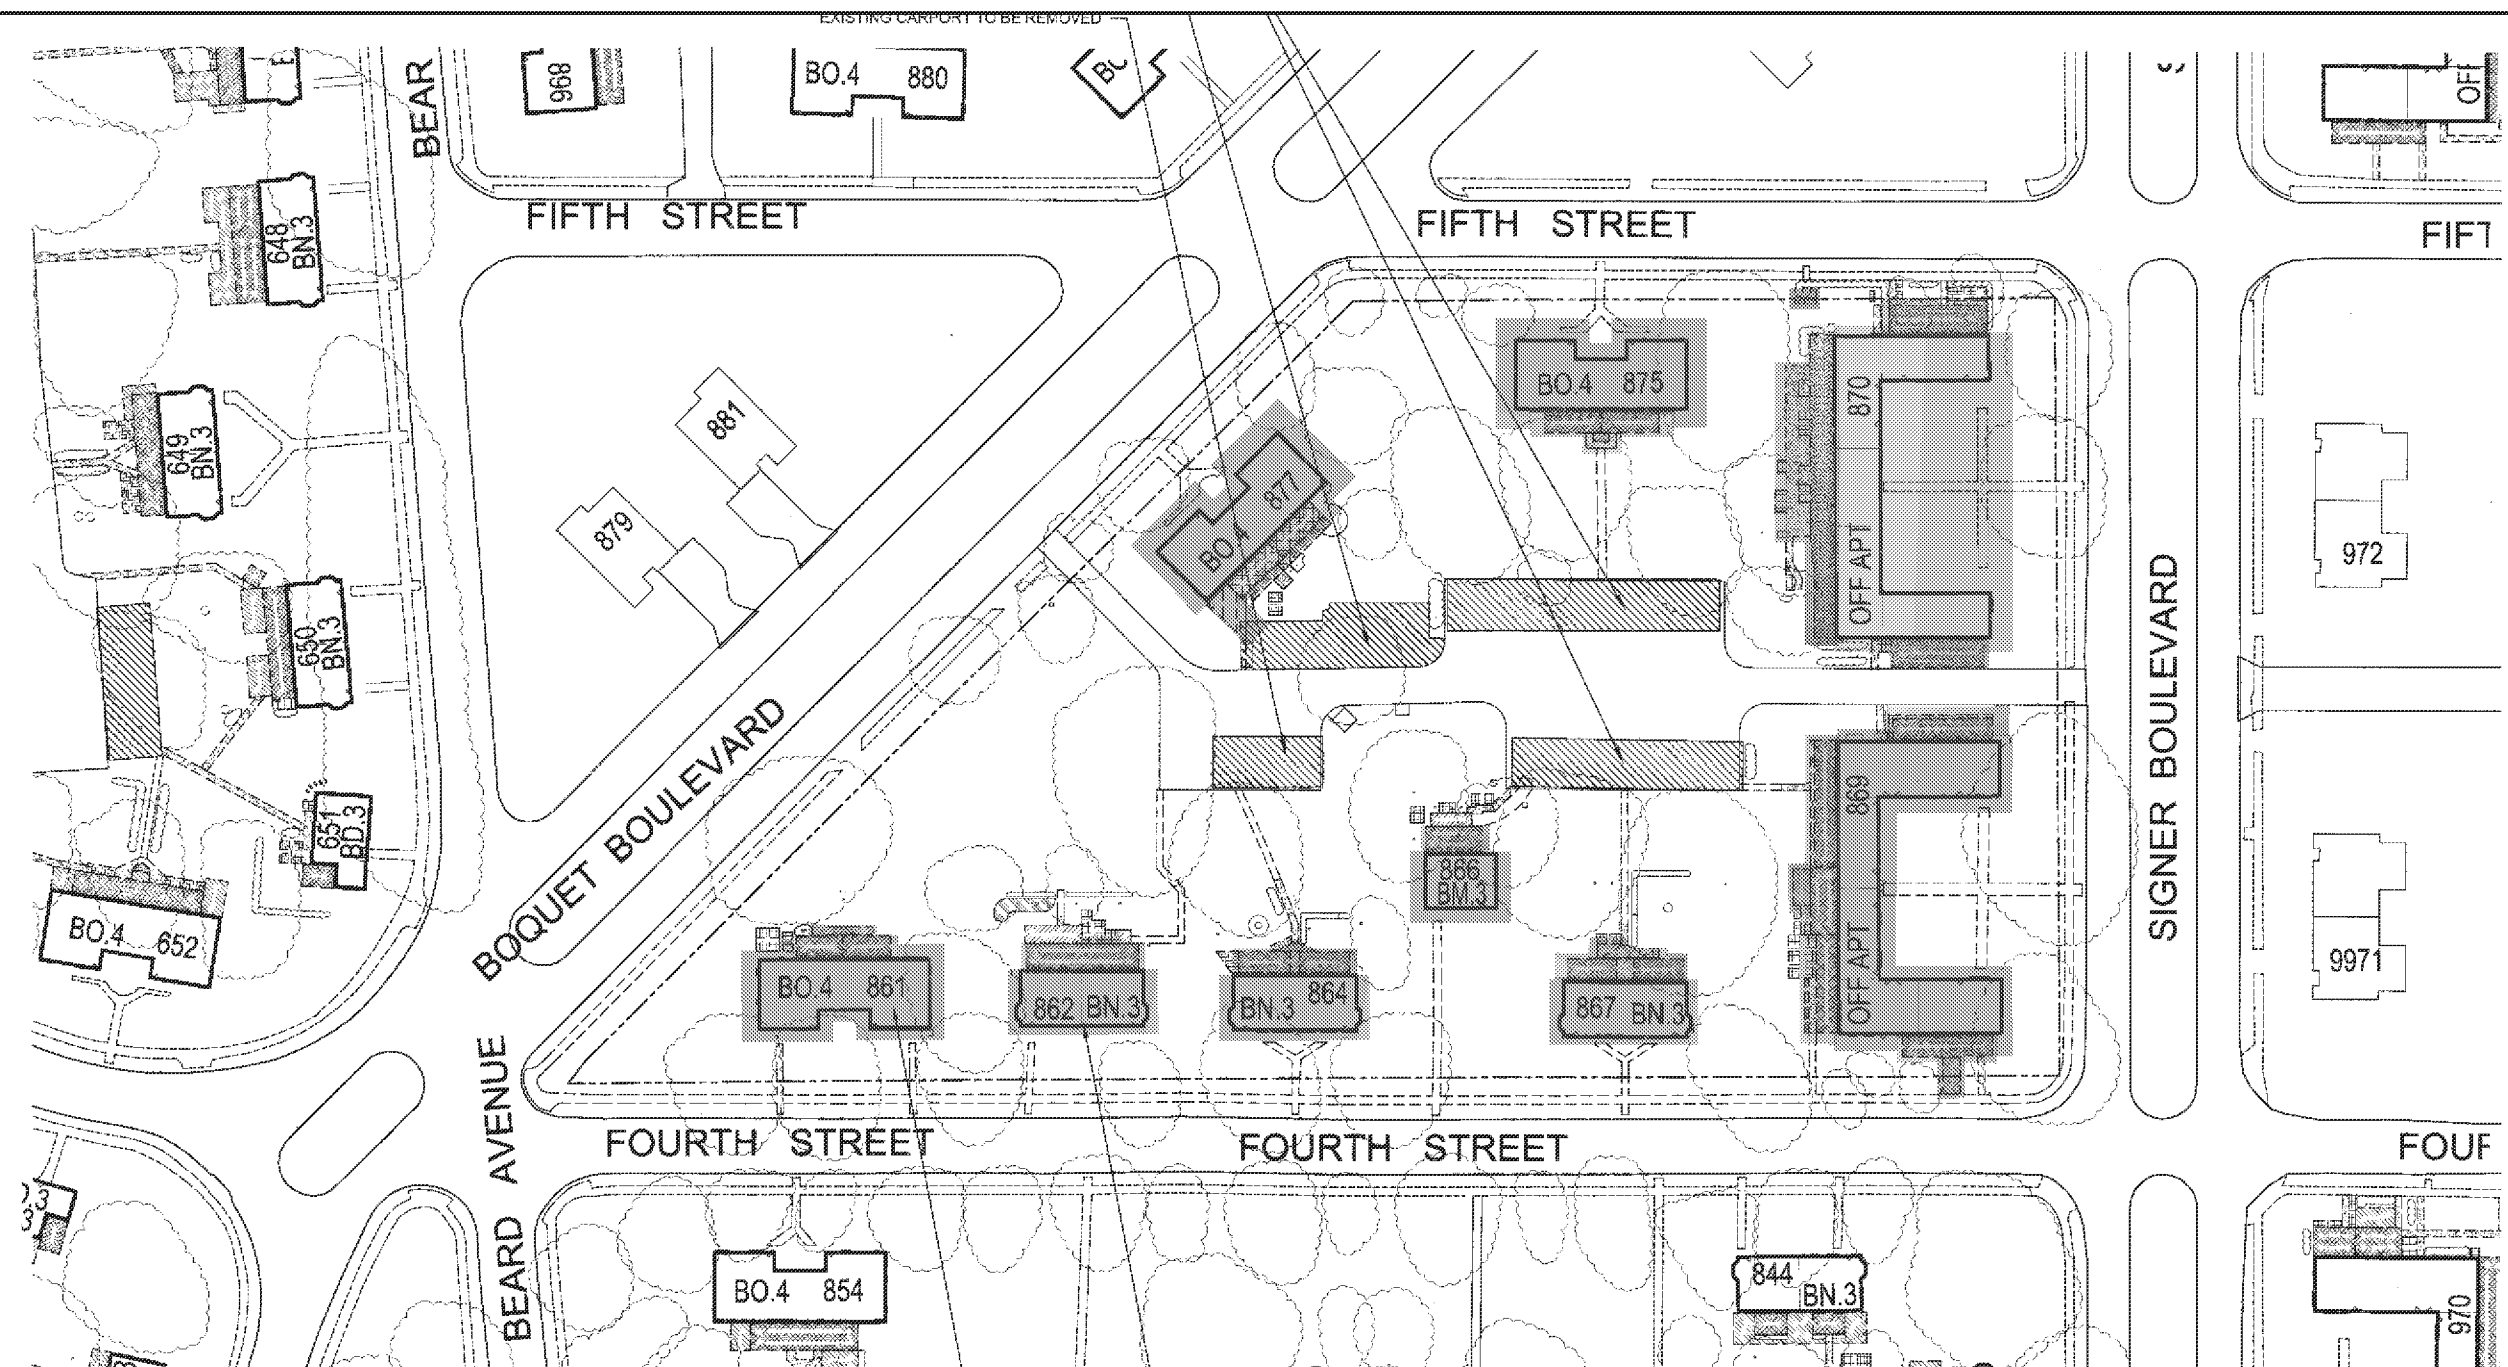 EXISTING CARPORT TO BE REMOVED
BEAR
968
BO.4 880
FIFTH STREET
FIFTH STREET
648
BN.3
881
BO.4 875
870
OFF APT
649
BN.3
877
BO.4
879
972
650
BN.3
BOQUET BOULEVARD
SIGNER BOULEVARD
651
BD.3
869
OFF APT
866
BM.3
BO.4 652
BO.4 861
862 BN.3
BN.3 864
867 BN.3
9971
FOURTH STREET
FOURTH STREET
BEARD AVENUE
BO.4 854
844
BN.3
970